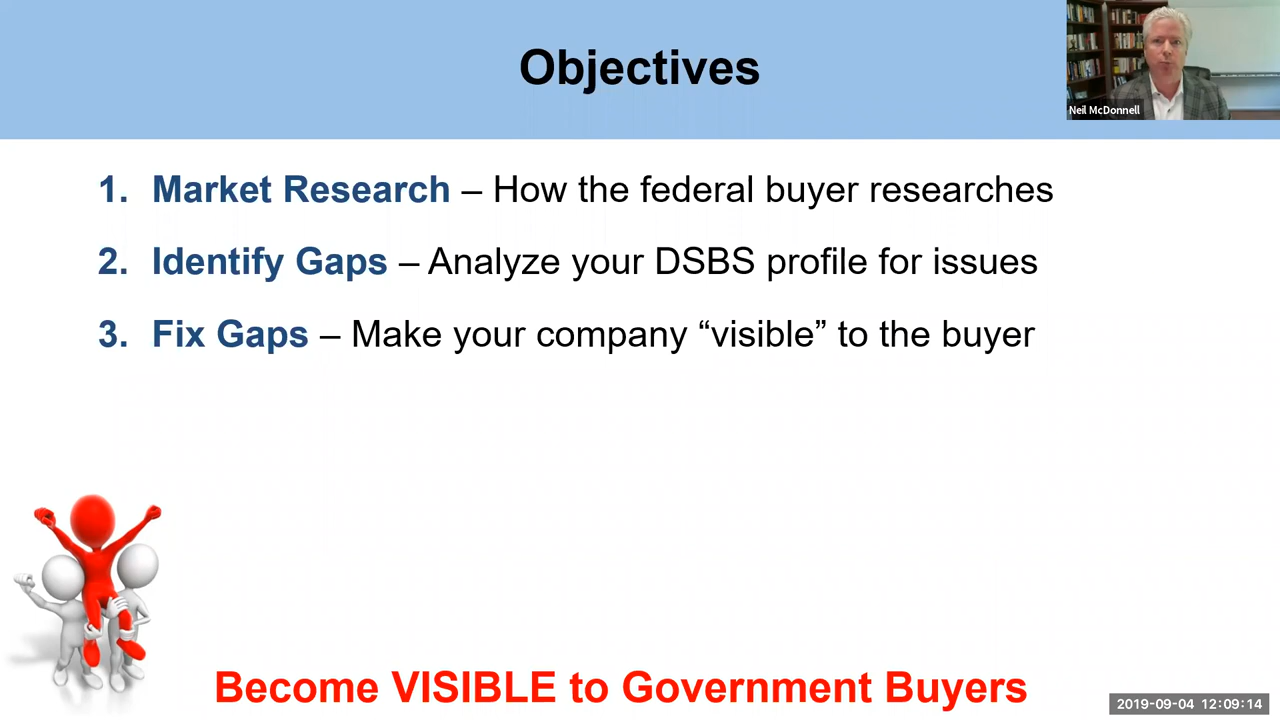 Objectives
Neil McDonnell
1. Market Research – How the federal buyer researches
2. Identify Gaps – Analyze your DSBS profile for issues
3. Fix Gaps – Make your company “visible” to the buyer
Become VISIBLE to Government Buyers
2019-09-04 12:09:14